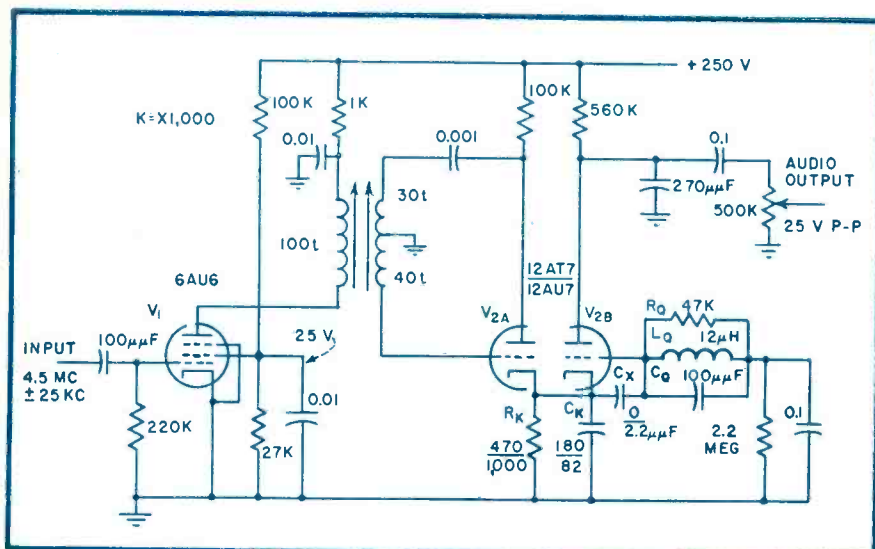 + 250 V
K=X1,000
100K
1K
100K
560K
0.01
0.001
0.1
AUDIO
OUTPUT
270μμF
500K
25 V P-P
30t
100t
40t
6AU6
12AT7
12AU7
V1
25 V.
V2A
V2B
RQ 47K
LQ 12μH
INPUT
100μμF
4.5 MC
± 25 KC
CX
CQ 100μμF
0
2.2μμF
RK
CK
220K
27K
0.01
470
1,000
180
82
2.2
MEG
0.1